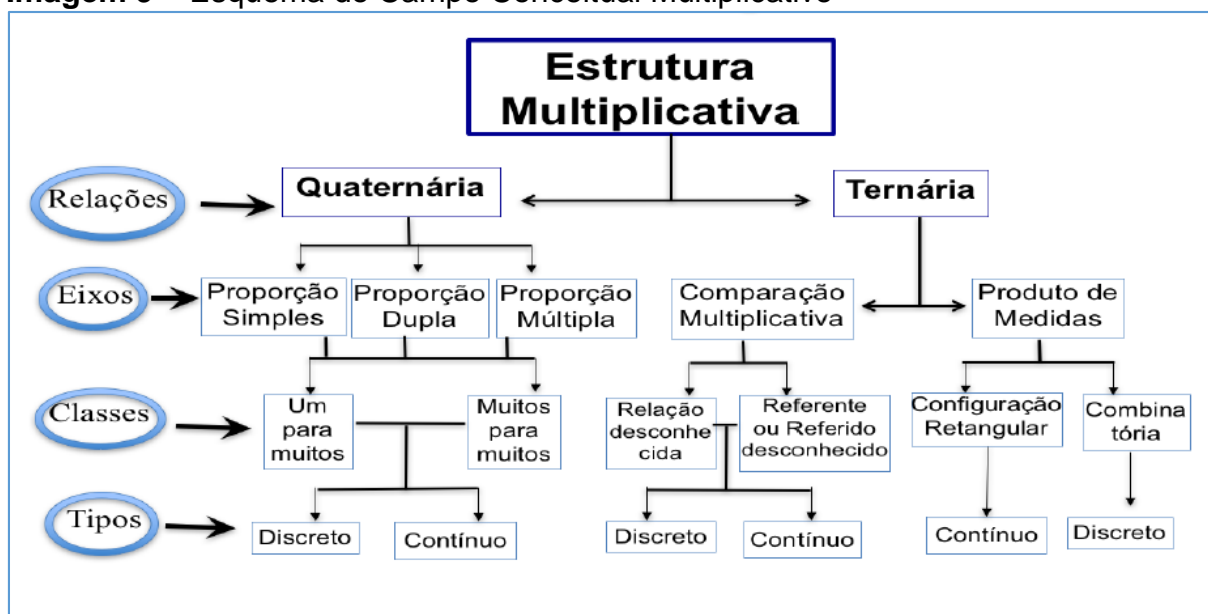 Imagem 3 – Esquema do Campo Conceitual Multiplicativo
Estrutura
Multiplicativa
Relações
Quaternária
Ternária
Eixos
Proporção
Simples
Proporção
Dupla
Proporção
Múltipla
Comparação
Multiplicativa
Produto de
Medidas
Classes
Um
para
muitos
Muitos
para
muitos
Relação
desconhe
cida
Referente
ou Referido
desconhecido
Configuração
Retangular
Combina
tória
Tipos
Discreto
Contínuo
Discreto
Contínuo
Contínuo
Discreto